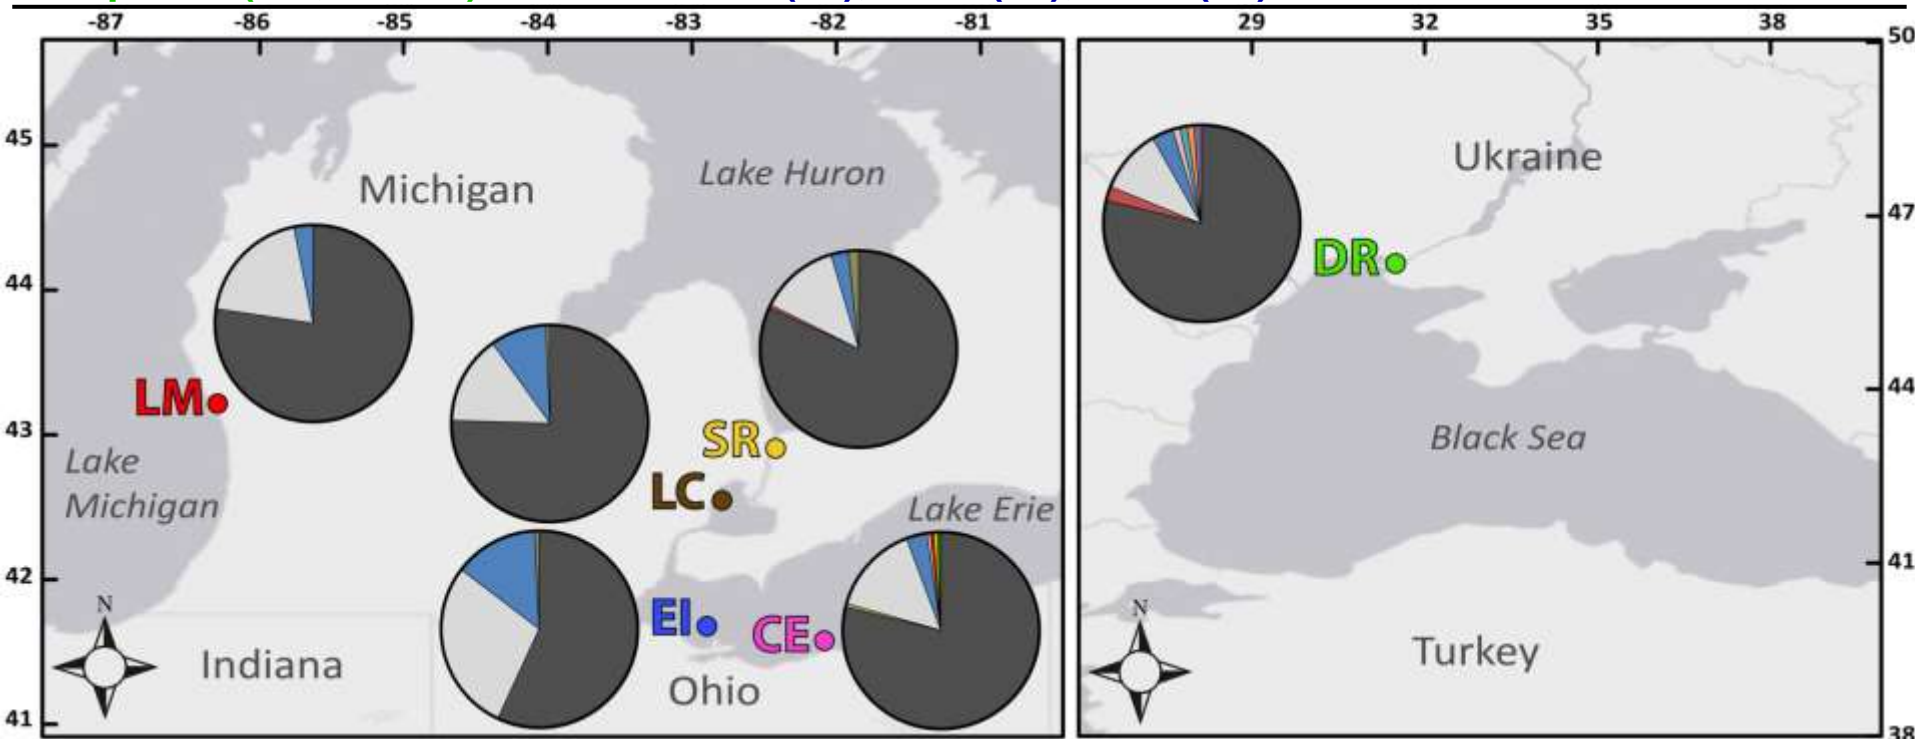 -87 -86 -85 -84 -83 -82 -81 29 32 35 38
50
45
Michigan
Lake Huron
Ukraine
47
44
DR
LM
44
43
SR
Black Sea
Lake
Michigan
LC
Lake Erie
42
41
N
N
EI
CE
Indiana
Ohio
Turkey
41
38